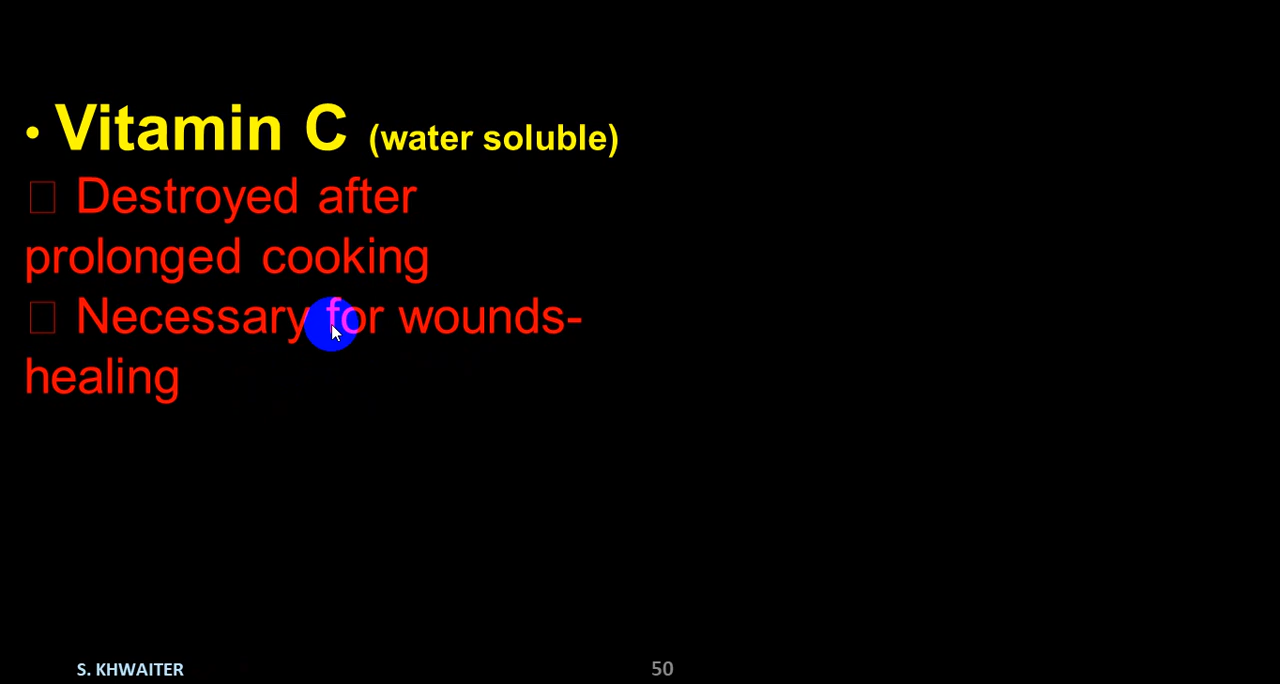 • Vitamin C (water soluble)
□ Destroyed after
prolonged cooking
□ Necessary for wounds-
healing
S. KHWAITER
50